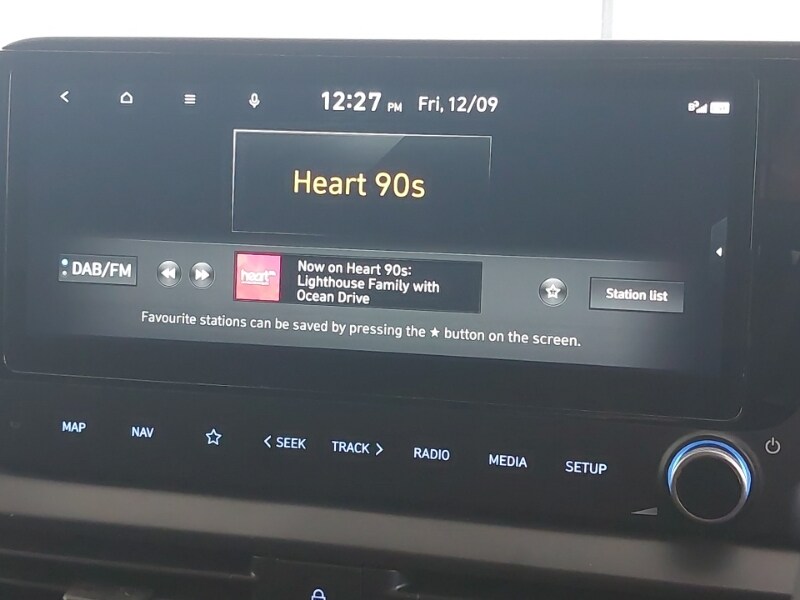 12:27 PM Fri, 12/09
Heart 90s
DAB/FM
heart
Now on Heart 90s:
Lighthouse Family with
Ocean Drive
Station list
Favourite stations can be saved by pressing the ★ button on the screen.
MAP NAV < SEEK TRACK > RADIO MEDIA SETUP